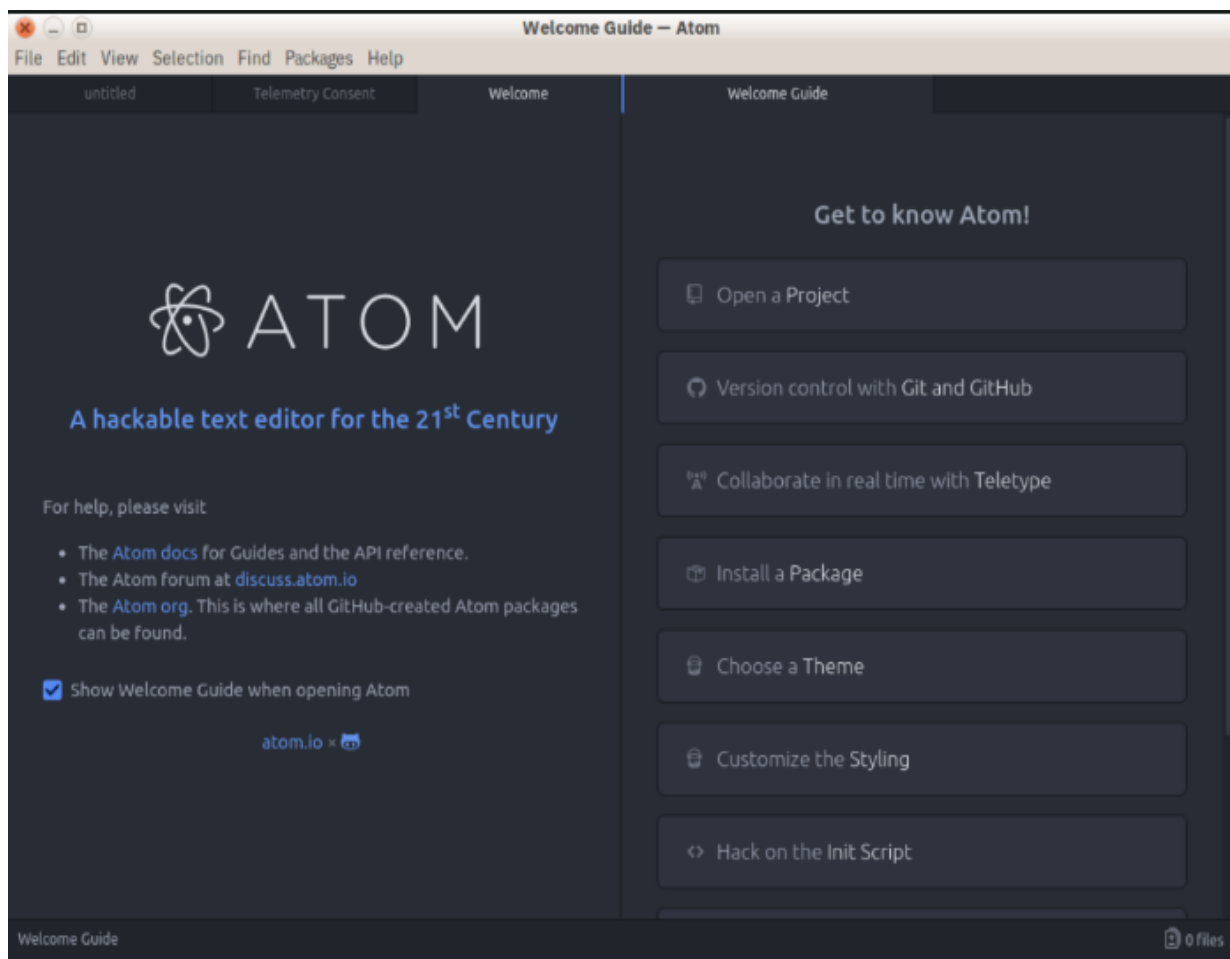 Welcome Guide — Atom
File Edit View Selection Find Packages Help
untitled Telemetry Consent Welcome Welcome Guide
ATOM
A hackable text editor for the 21st Century
For help, please visit
• The Atom docs for Guides and the API reference.
• The Atom forum at discuss.atom.io
• The Atom org. This is where all GitHub-created Atom packages
can be found.
Show Welcome Guide when opening Atom
atom.io ×
Get to know Atom!
Open a Project
Version control with Git and GitHub
Collaborate in real time with Teletype
Install a Package
Choose a Theme
Customize the Styling
Hack on the Init Script
Welcome Guide 0 files